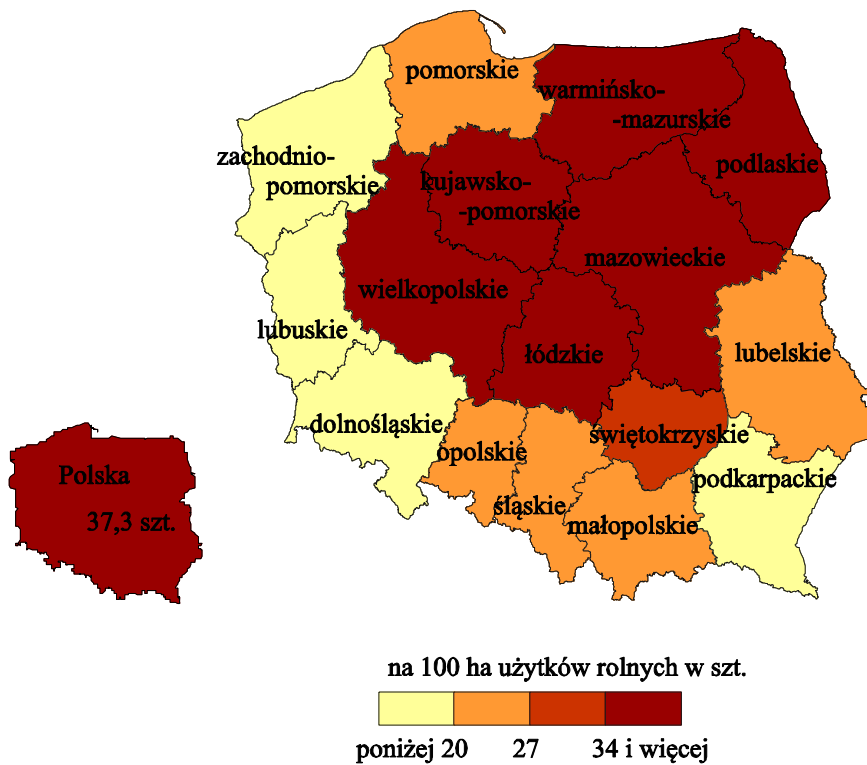 pomorskie
warmińsko-
-mazurskie
zachodnio-
pomorskie
podlaskie
kujawsko-
-pomorskie
mazowieckie
wielkopolskie
lubuskie
łódzkie
lubelskie
dolnośląskie
opolskie
świętokrzyskie
podkarpackie
śląskie
małopolskie
Polska
37,3 szt.
na 100 ha użytków rolnych w szt.
poniżej 20 27 34 i więcej